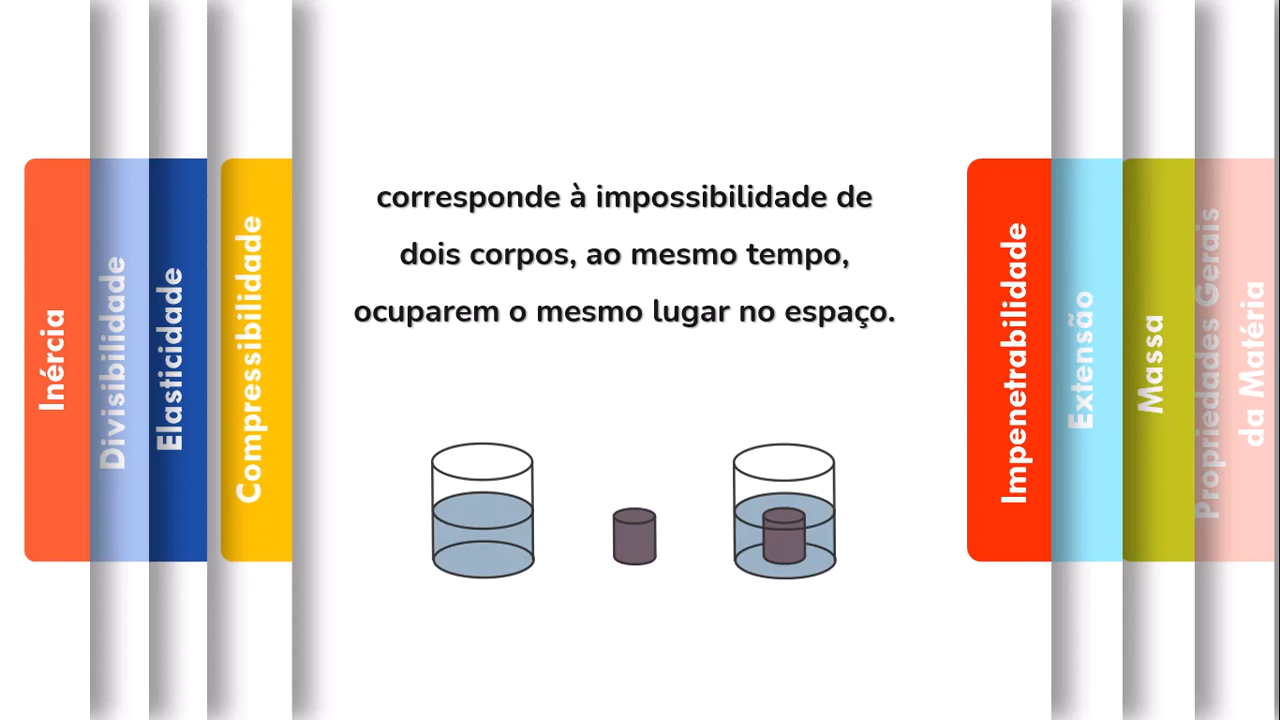 Inércia
Divisibilidade
Elasticidade
Compressibilidade
corresponde à impossibilidade de
dois corpos, ao mesmo tempo,
ocuparem o mesmo lugar no espaço.
Impenetrabilidade
Extensão
Massa
Propriedades Gerais
da Matéria